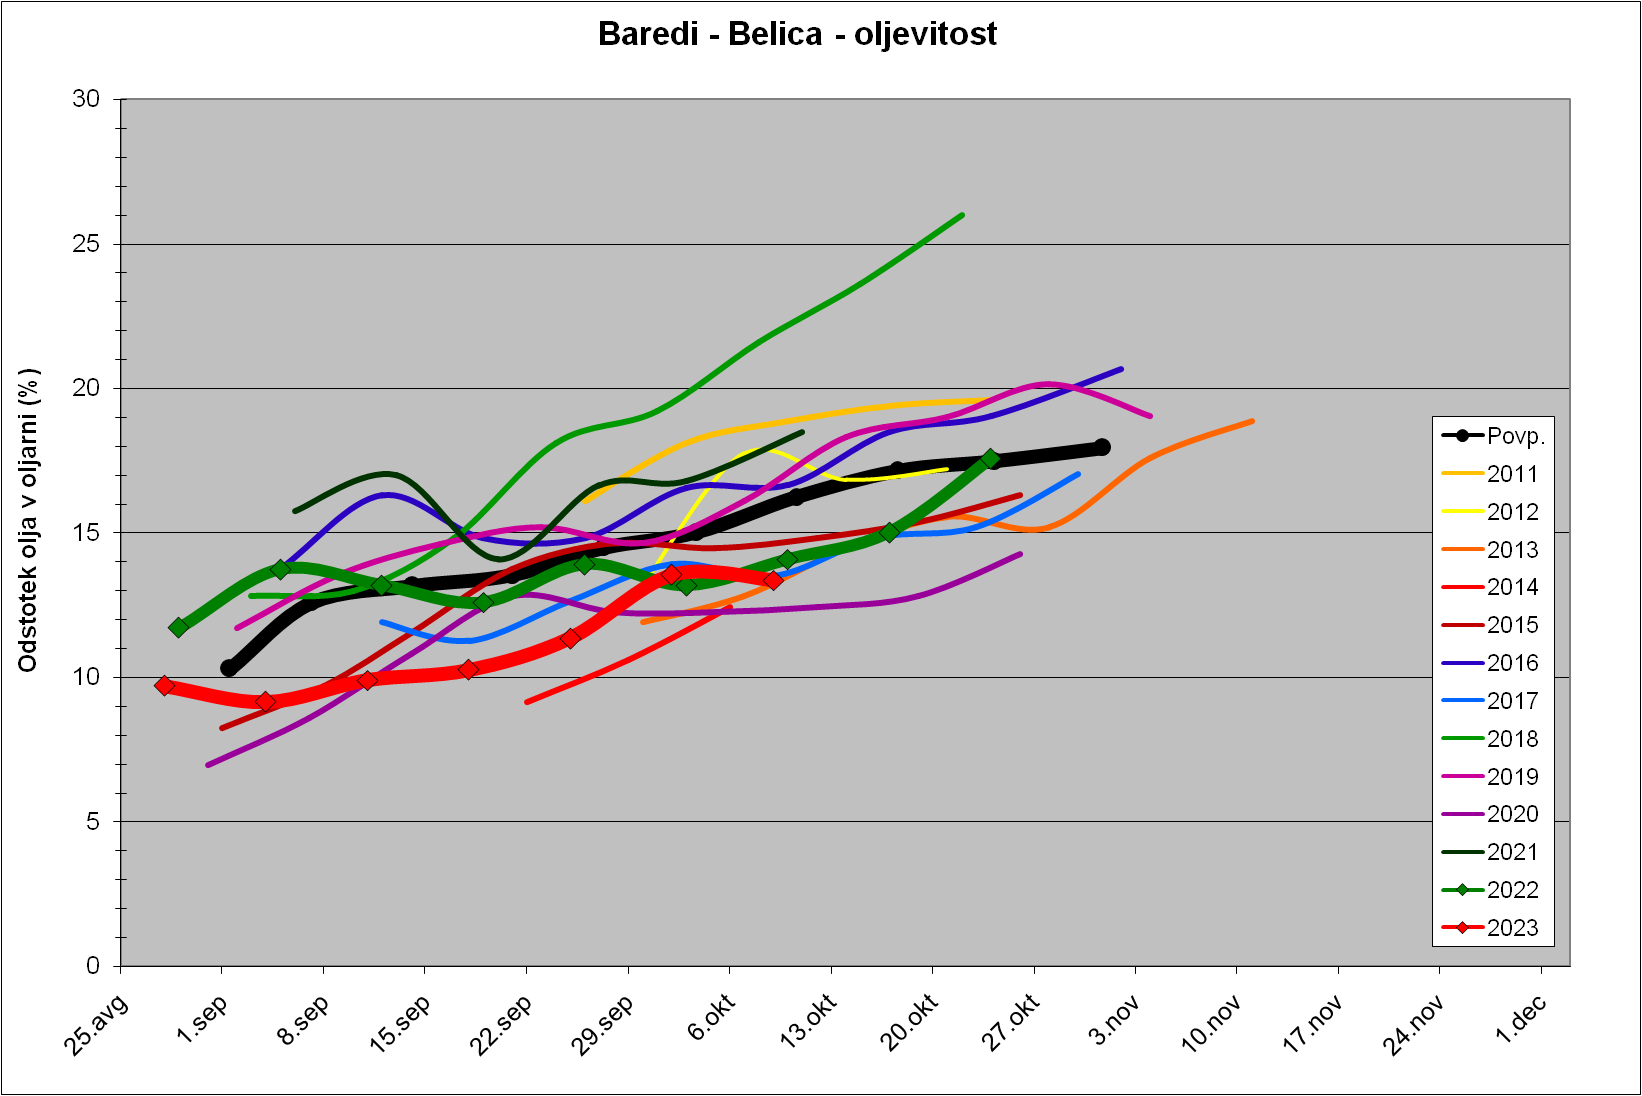 Baredi - Belica - oljevitost
Odstotek olja v oljarni (%)
30
25
20
15
10
5
0
25.avg
1.sep
8.sep
15.sep
22.sep
29.sep
6.okt
13.okt
20.okt
27.okt
3.nov
10.nov
17.nov
24.nov
1.dec
Povp.
2011
2012
2013
2014
2015
2016
2017
2018
2019
2020
2021
2022
2023